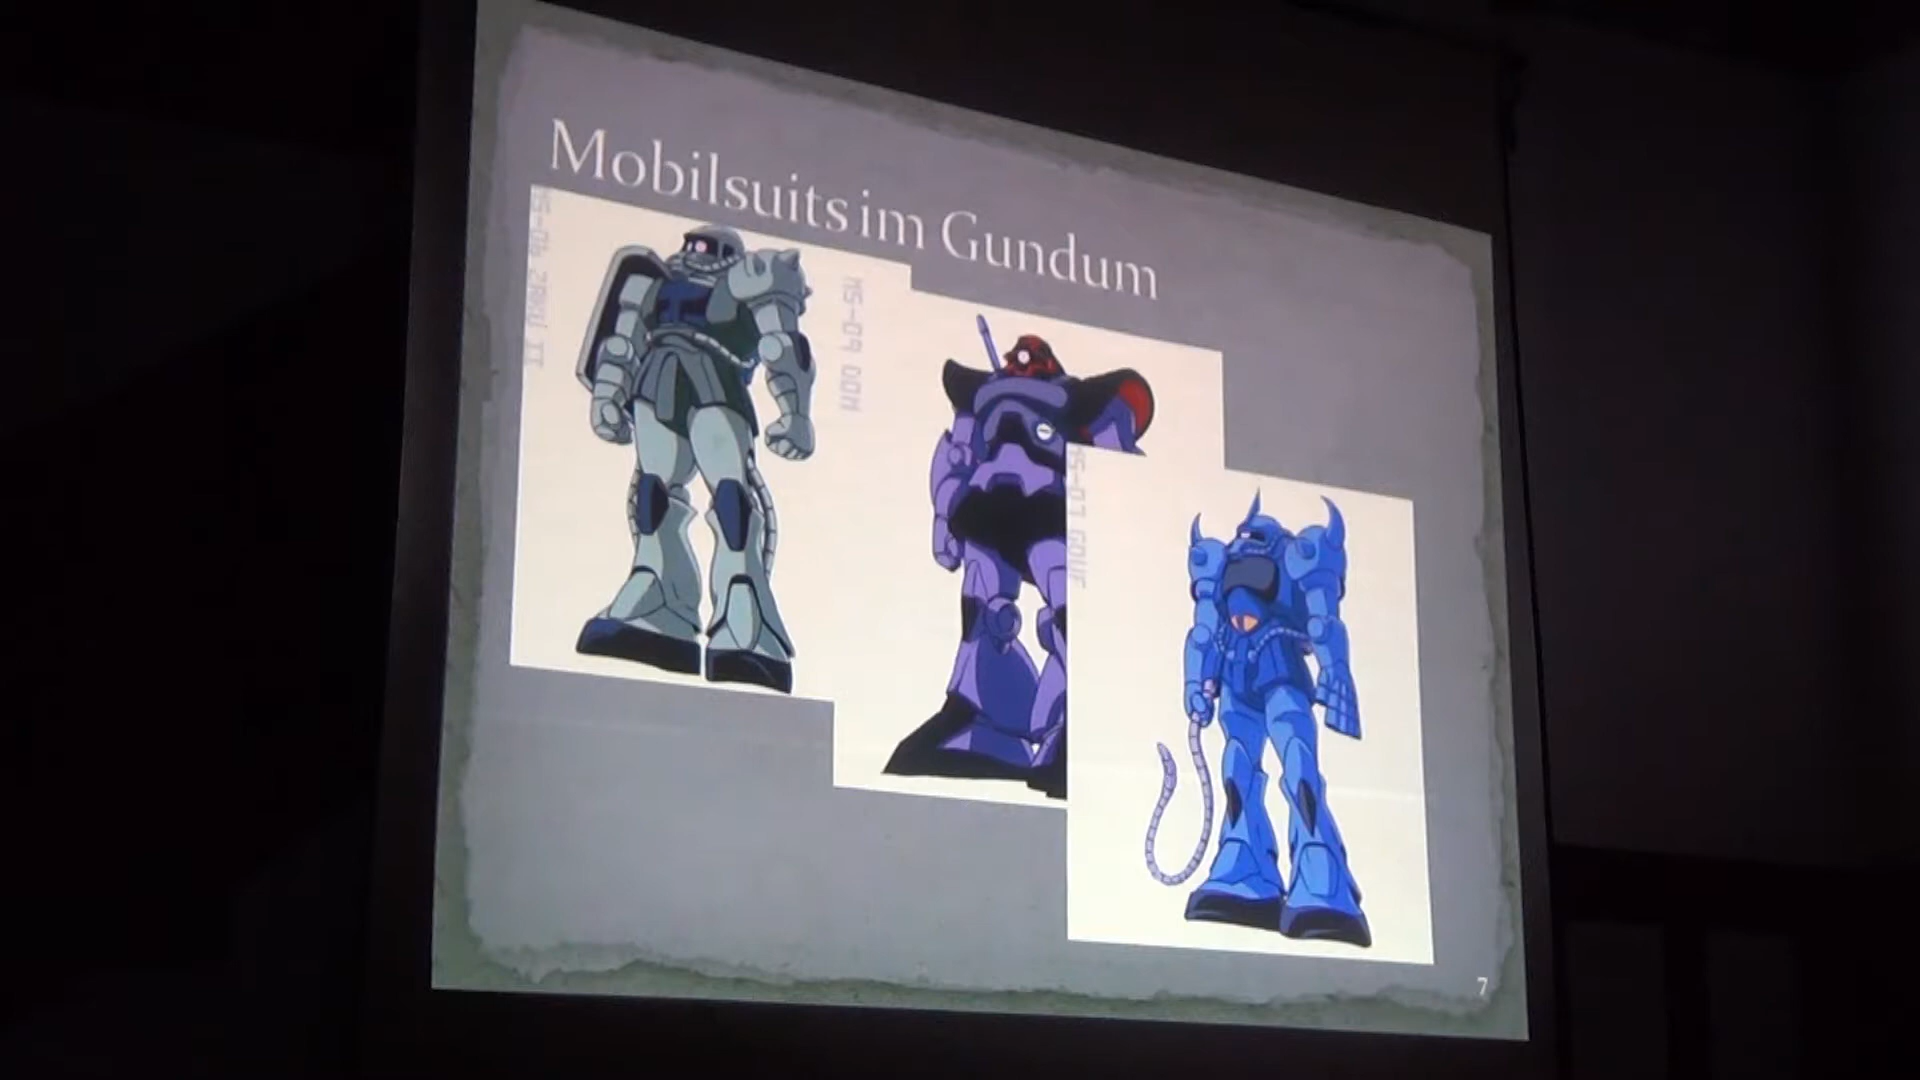 Mobilsuits im Gundum
MS-06 ZAKU II
MS-09 DOM
MS-07 GOUF
7